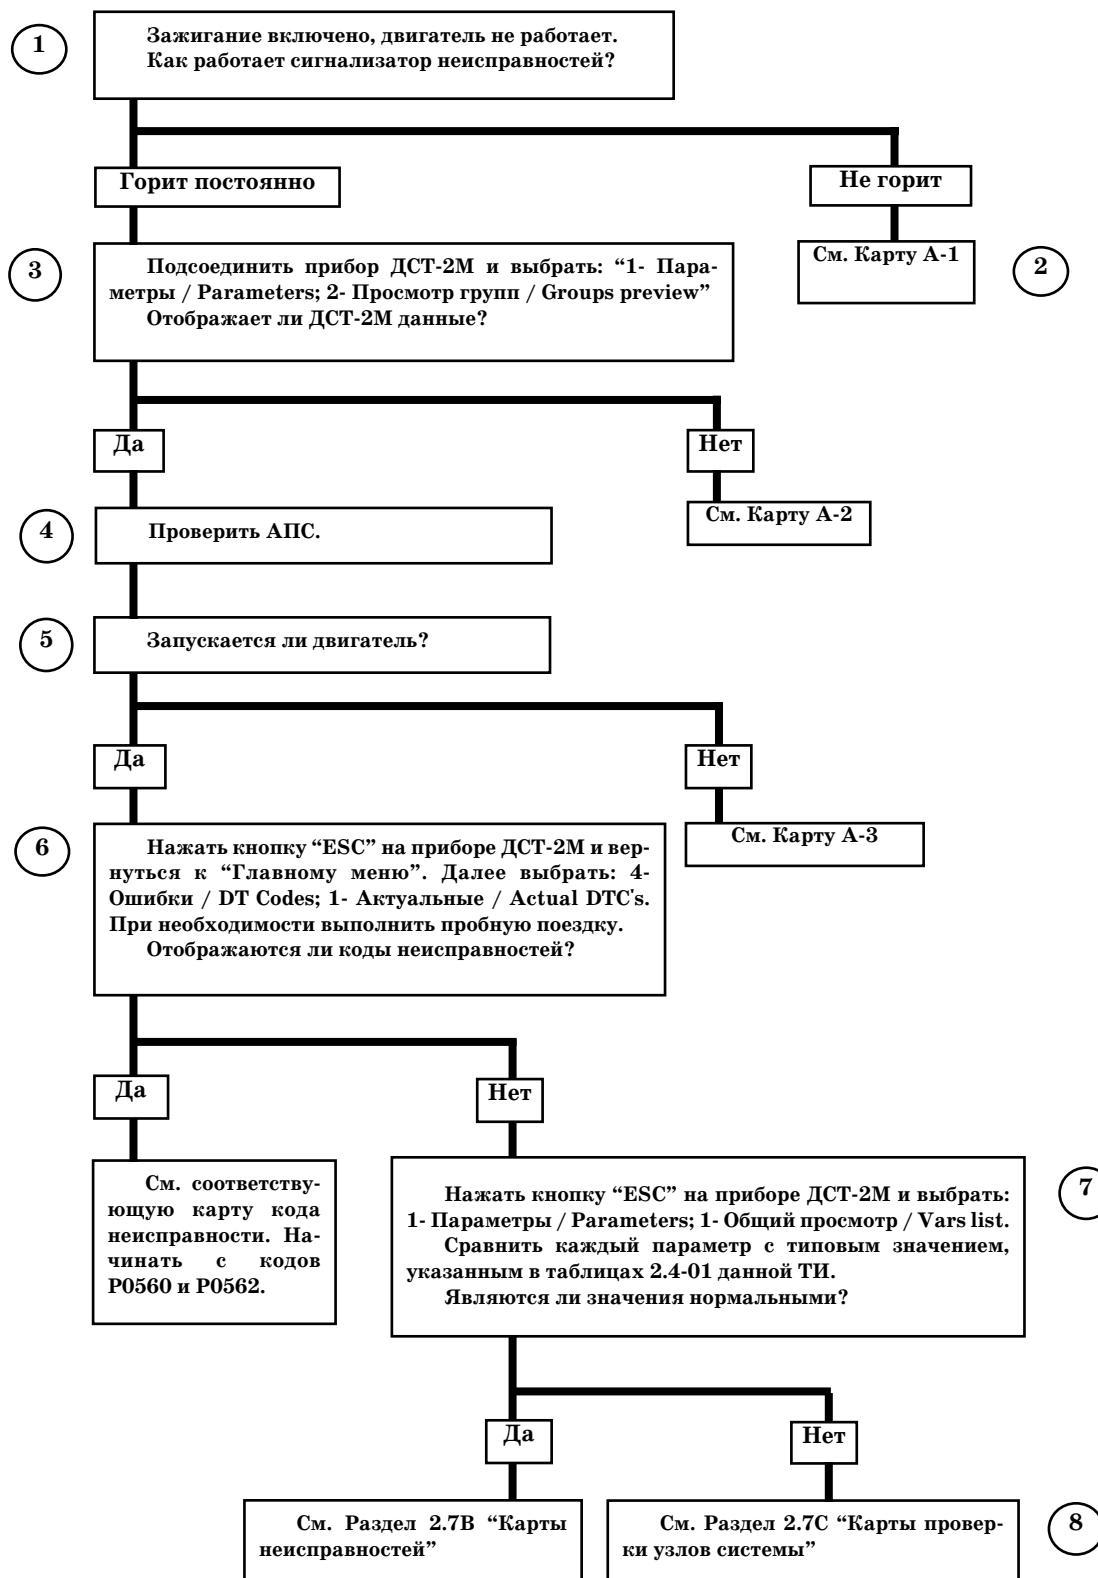 1
Зажигание включено, двигатель не работает.
Как работает сигнализатор неисправностей?
Горит постоянно
Не горит
См. Карту А-1
2
3
Подсоединить прибор ДСТ-2М и выбрать: “1- Пара-
метры / Parameters; 2- Просмотр групп / Groups preview”
Отображает ли ДСТ-2М данные?
Да
Нет
См. Карту А-2
4
Проверить АПС.
5
Запускается ли двигатель?
Да
Нет
См. Карту А-3
6
Нажать кнопку “ESC” на приборе ДСТ-2М и вер-
нуться к “Главному меню”. Далее выбрать: 4-
Ошибки / DT Codes; 1- Актуальные / Actual DTC's.
При необходимости выполнить пробную поездку.
Отображаются ли коды неисправностей?
Да
Нет
См. соответству-
ющую карту кода
неисправности. На-
чинать с кодов
Р0560 и Р0562.
7
Нажать кнопку “ESC” на приборе ДСТ-2М и выбрать:
1- Параметры / Parameters; 1- Общий просмотр / Vars list.
Сравнить каждый параметр с типовым значением,
указанным в таблицах 2.4-01 данной ТИ.
Являются ли значения нормальными?
Да
Нет
См. Раздел 2.7В “Карты
неисправностей”
См. Раздел 2.7С “Карты провер-
ки узлов системы”
8